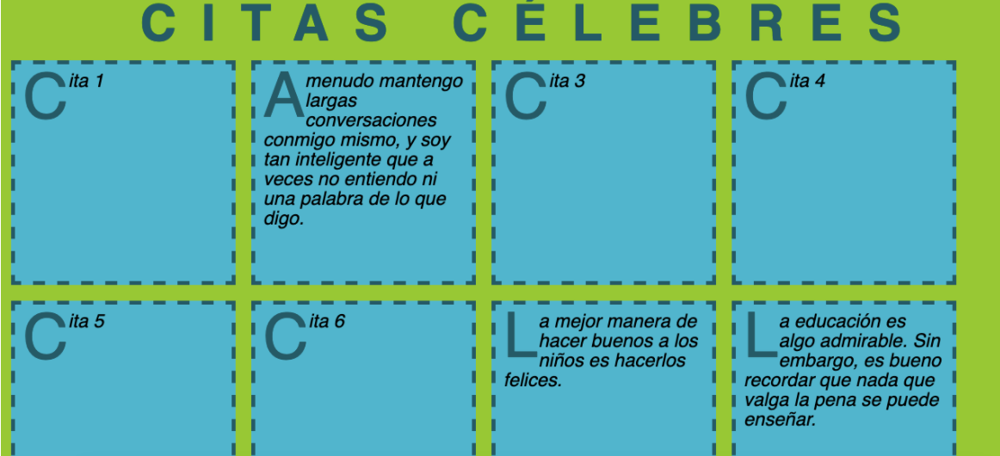 CITAS CÉLEBRES
Cita 1
A menudo mantengo
largas
conversaciones
conmigo mismo, y soy
tan inteligente que a
veces no entiendo ni
una palabra de lo que
digo.
Cita 3
Cita 4
Cita 5
Cita 6
La mejor manera de
hacer buenos a los
niños es hacerlos
felices.
La educación es
algo admirable. Sin
embargo, es bueno
recordar que nada que
valga la pena se puede
enseñar.